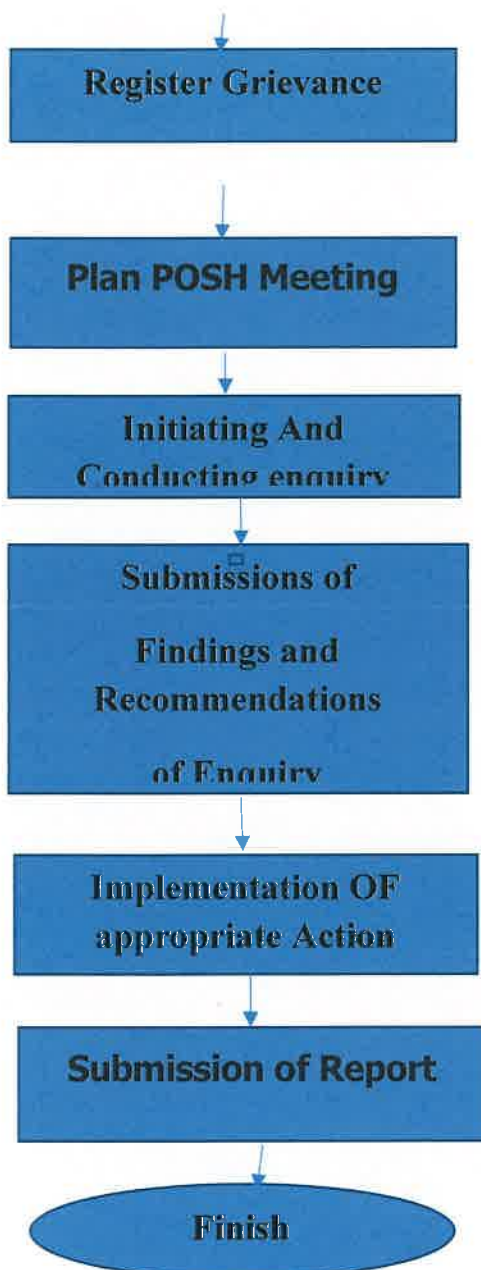 Register Grievance
Plan POSH Meeting
Initiating And
Conducting enquiry
Submissions of
Findings and
Recommendations
of Enquiry
Implementation OF
appropriate Action
Submission of Report
Finish